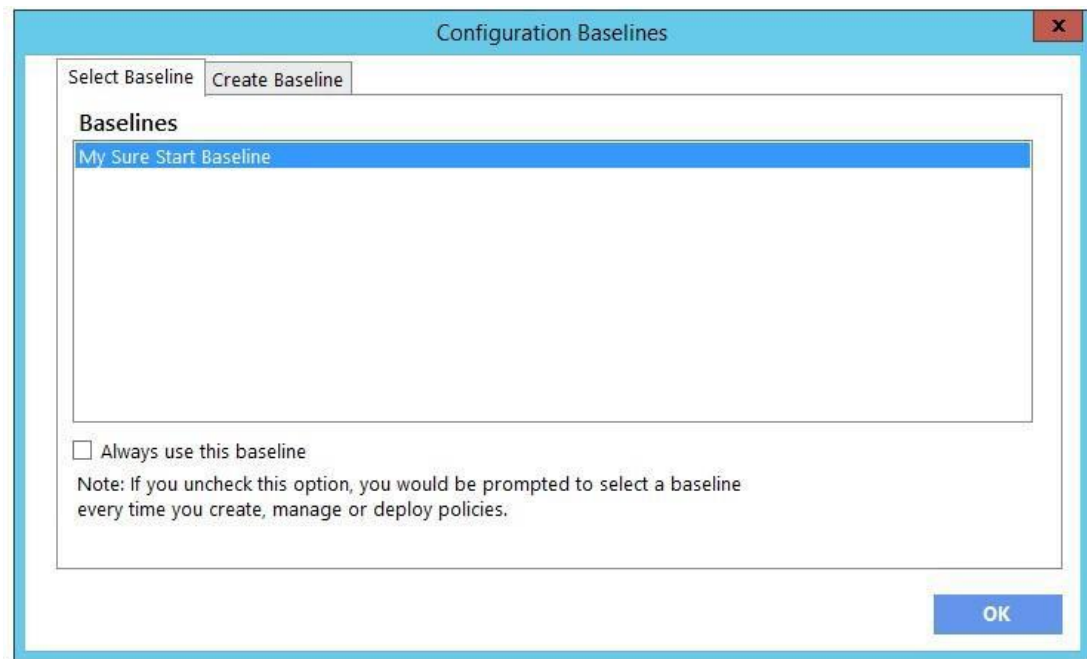 Configuration Baselines
x
Select Baseline
Create Baseline
Baselines
My Sure Start Baseline
Always use this baseline
Note: If you uncheck this option, you would be prompted to select a baseline
every time you create, manage or deploy policies.
OK